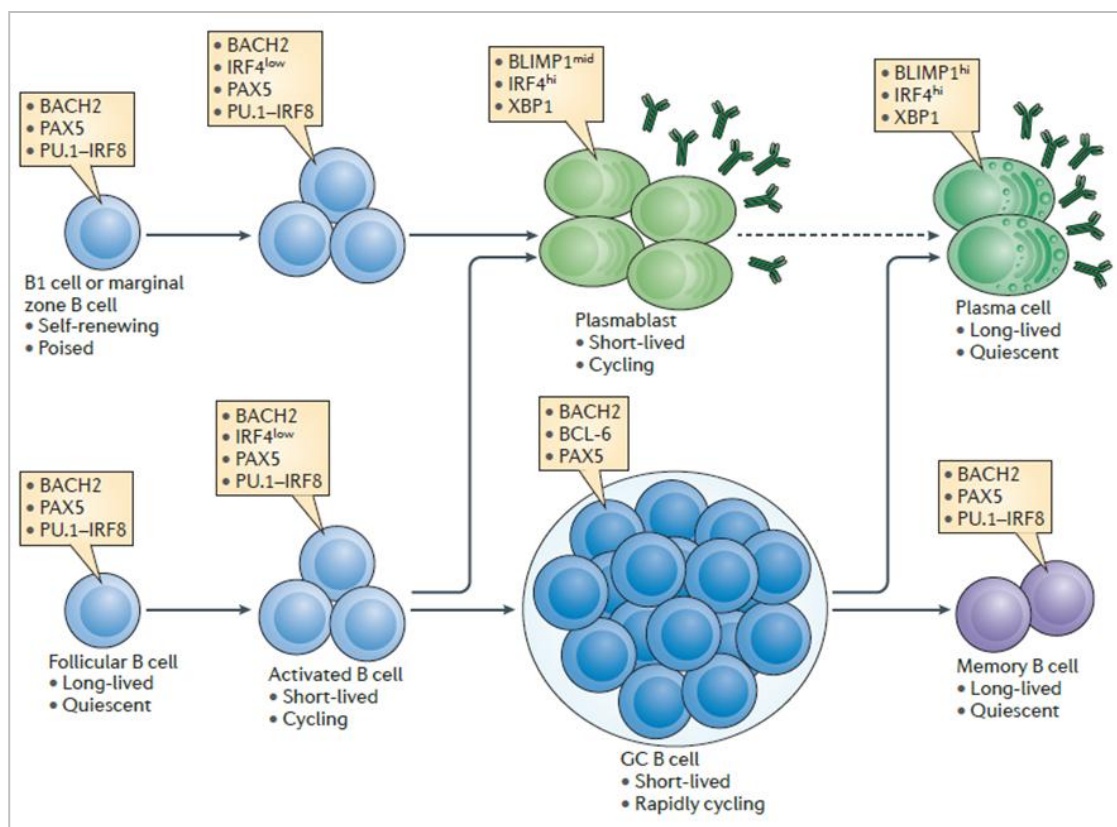 • BACH2
• PAX5
• PU.1–IRF8
B1 cell or marginal
zone B cell
• Self-renewing
• Poised
• BACH2
• IRF4low
• PAX5
• PU.1–IRF8
• BLIMP1mid
• IRF4hi
• XBP1
Plasmablast
• Short-lived
• Cycling
• BLIMP1hi
• IRF4hi
• XBP1
Plasma cell
• Long-lived
• Quiescent
• BACH2
• PAX5
• PU.1–IRF8
Follicular B cell
• Long-lived
• Quiescent
• BACH2
• IRF4low
• PAX5
• PU.1–IRF8
Activated B cell
• Short-lived
• Cycling
• BACH2
• BCL-6
• PAX5
GC B cell
• Short-lived
• Rapidly cycling
• BACH2
• PAX5
• PU.1–IRF8
Memory B cell
• Long-lived
• Quiescent